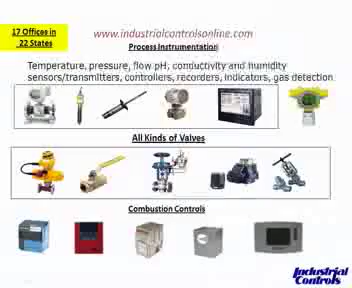 17 Offices in
22 States
www.industrialcontrolsonline.com
Process Instrumentation
Temperature, pressure, flow pH, conductivity and humidity
sensors/transmitters, controllers, recorders, indicators, gas detection
All Kinds of Valves
Combustion Controls
Industrial
Controls